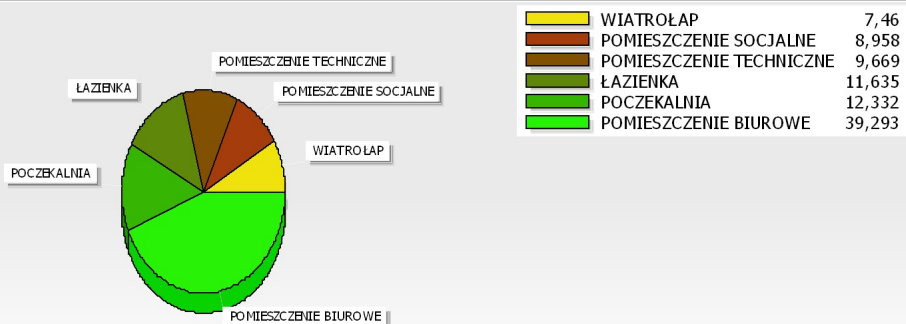 WIATROŁAP 7,46
POMIESZCZENIE SOCJALNE 8,958
POMIESZCZENIE TECHNICZNE 9,669
ŁAZIENKA 11,635
POCZEKALNIA 12,332
POMIESZCZENIE BIUROWE 39,293
POMIESZCZENIE TECHNICZNE
ŁAZIENKA
POMIESZCZENIE SOCJALNE
WIATROŁAP
POCZEKALNIA
POMIESZCZENIE BIUROWE